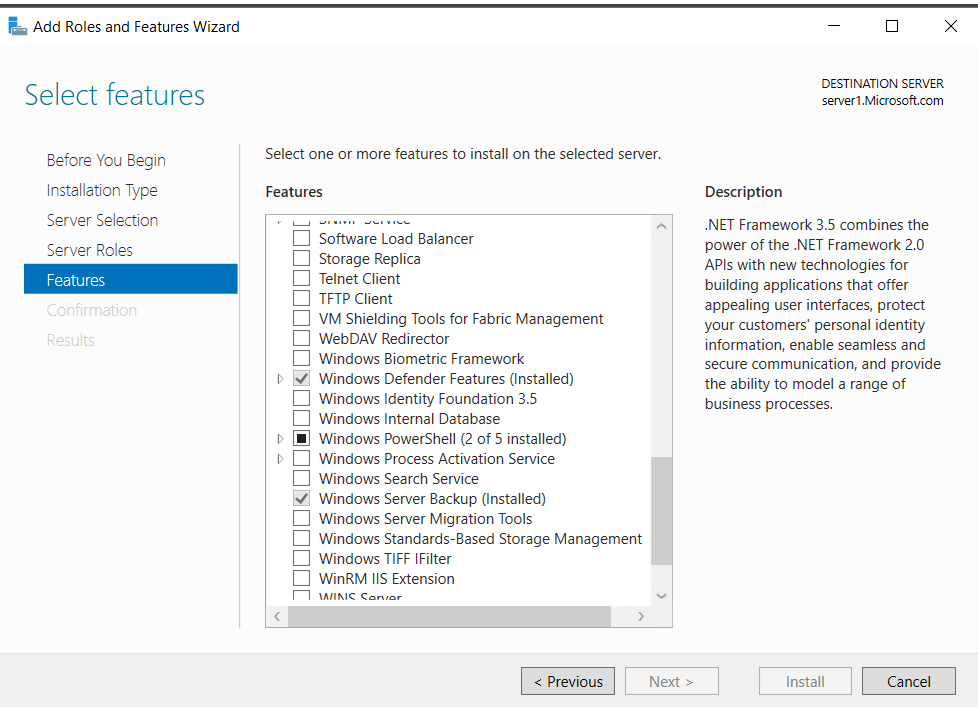 Add Roles and Features Wizard
Select features
DESTINATION SERVER
server1.Microsoft.com
Before You Begin
Installation Type
Server Selection
Server Roles
Features
Confirmation
Results
Select one or more features to install on the selected server.
Features
SNMP Service
Software Load Balancer
Storage Replica
Telnet Client
TFTP Client
VM Shielding Tools for Fabric Management
WebDAV Redirector
Windows Biometric Framework
Windows Defender Features (Installed)
Windows Identity Foundation 3.5
Windows Internal Database
Windows PowerShell (2 of 5 installed)
Windows Process Activation Service
Windows Search Service
Windows Server Backup (Installed)
Windows Server Migration Tools
Windows Standards-Based Storage Management
Windows TIFF IFilter
WinRM IIS Extension
WINS Server
Description
.NET Framework 3.5 combines the
power of the .NET Framework 2.0
APIs with new technologies for
building applications that offer
appealing user interfaces, protect
your customers' personal identity
information, enable seamless and
secure communication, and provide
the ability to model a range of
business processes.
< Previous
Next >
Install
Cancel